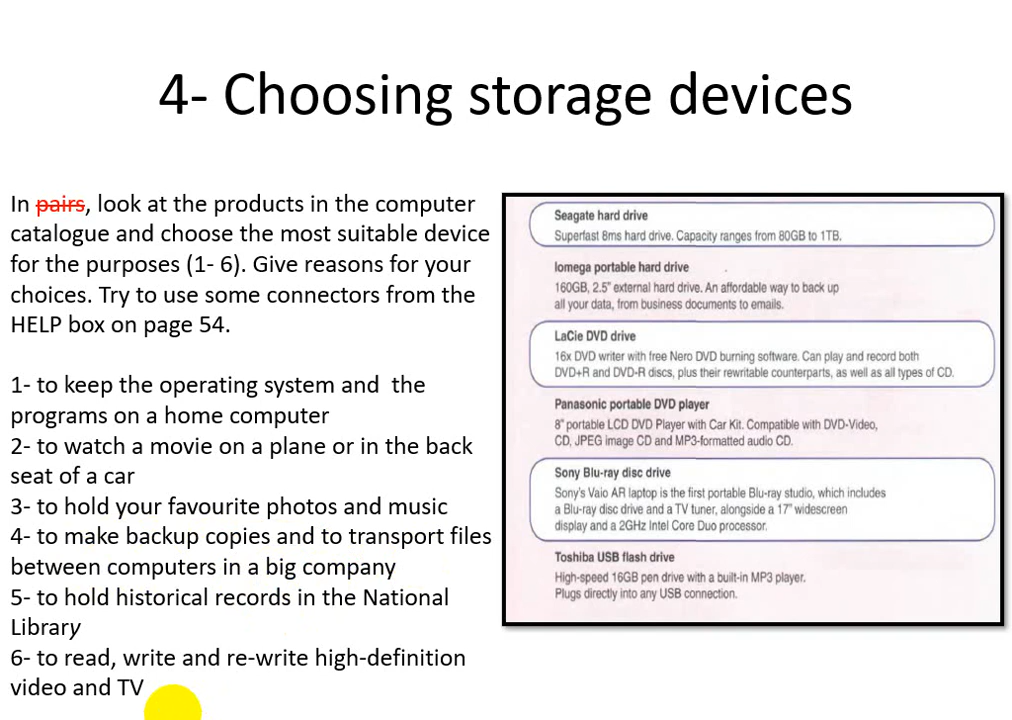 4- Choosing storage devices
In pairs, look at the products in the computer
catalogue and choose the most suitable device
for the purposes (1- 6). Give reasons for your
choices. Try to use some connectors from the
HELP box on page 54.
1- to keep the operating system and  the
programs on a home computer
2- to watch a movie on a plane or in the back
seat of a car
3- to hold your favourite photos and music
4- to make backup copies and to transport files
between computers in a big company
5- to hold historical records in the National
Library
6- to read, write and re-write high-definition
video and TV
Seagate hard drive
Superfast 8ms hard drive. Capacity ranges from 80GB to 1TB.
Iomega portable hard drive
160GB, 2.5" external hard drive. An affordable way to back up
all your data, from business documents to emails.
LaCie DVD drive
16x DVD writer with free Nero DVD burning software. Can play and record both
DVD+R and DVD-R discs, plus their rewritable counterparts, as well as all types of CD.
Panasonic portable DVD player
8" portable LCD DVD Player with Car Kit. Compatible with DVD-Video,
CD, JPEG image CD and MP3-formatted audio CD.
Sony Blu-ray disc drive
Sony's Vaio AR laptop is the first portable Blu-ray studio, which includes
a Blu-ray disc drive and a TV tuner, alongside a 17" widescreen
display and a 2GHz Intel Core Duo processor.
Toshiba USB flash drive
High-speed 16GB pen drive with a built-in MP3 player.
Plugs directly into any USB connection.